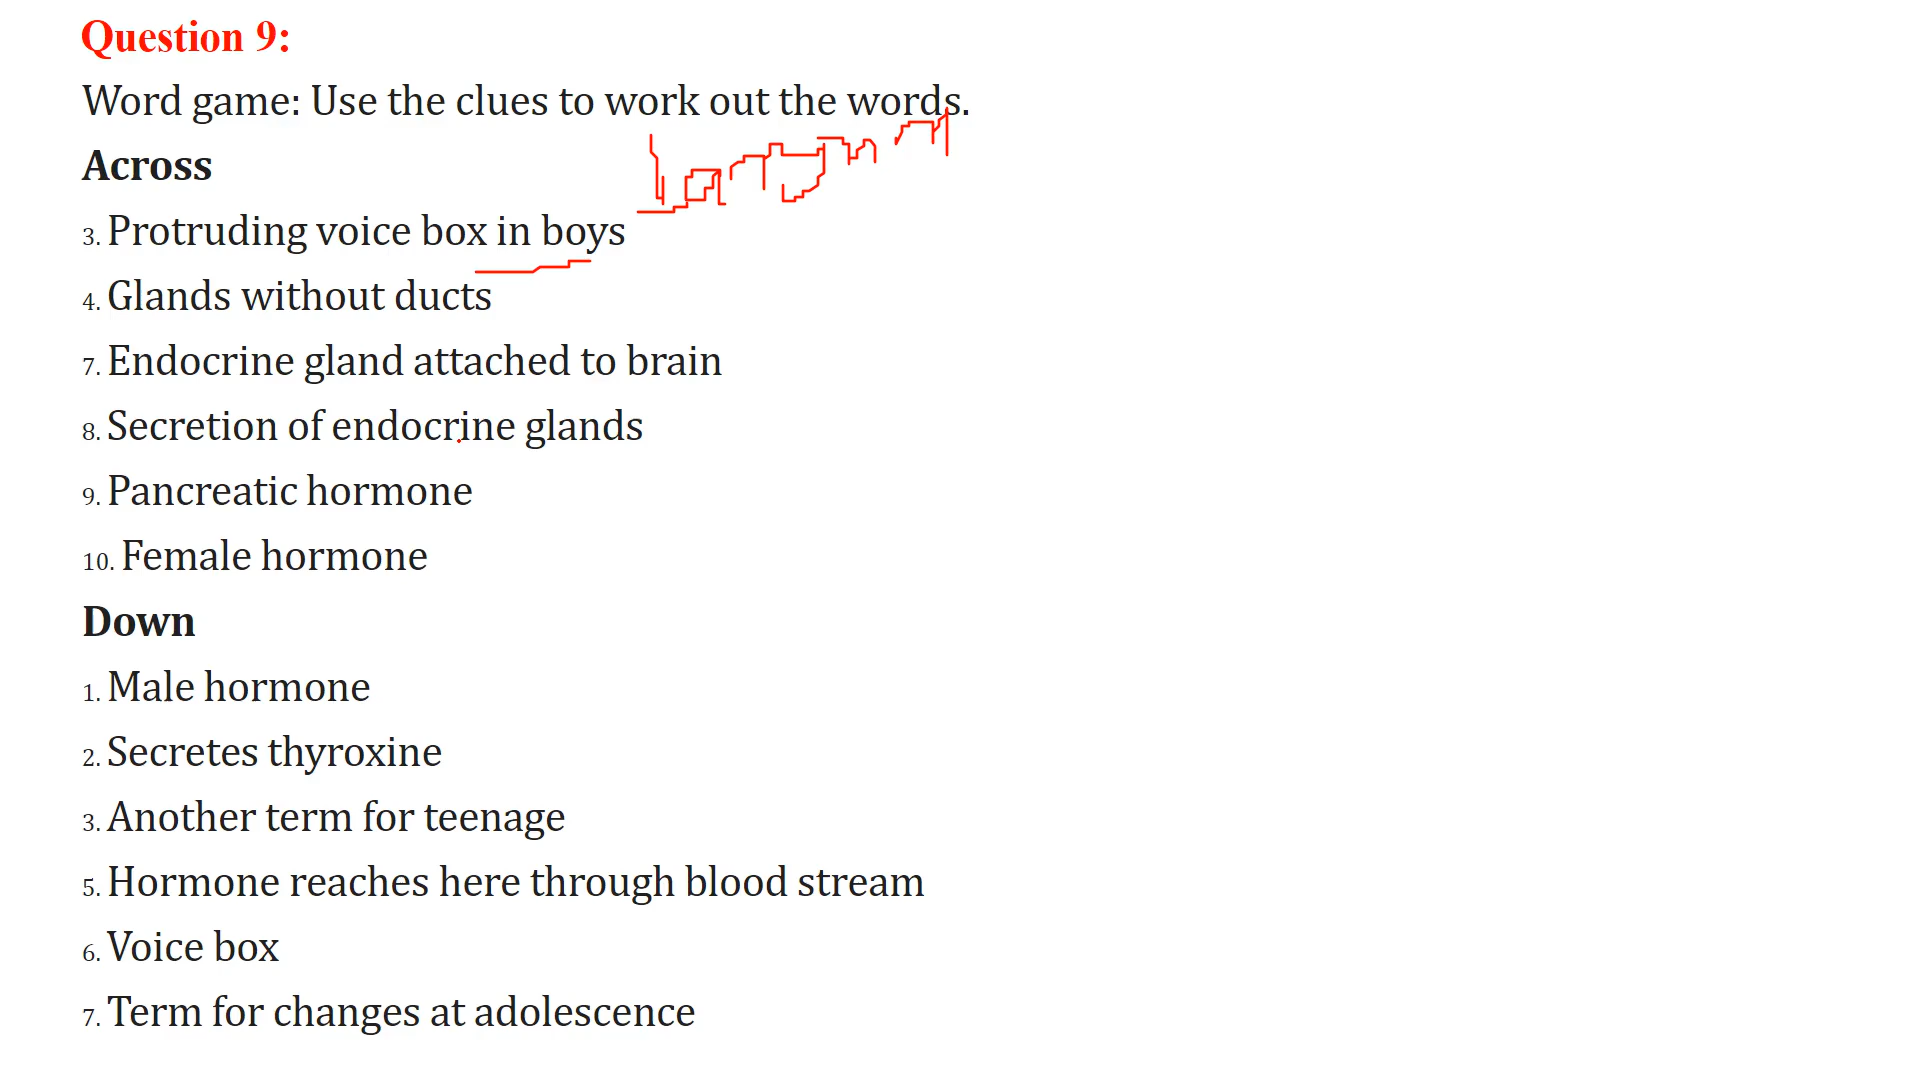 Question 9:
Word game: Use the clues to work out the words.
Across
3. Protruding voice box in boys
4. Glands without ducts
7. Endocrine gland attached to brain
8. Secretion of endocrine glands
9. Pancreatic hormone
10. Female hormone
Down
1. Male hormone
2. Secretes thyroxine
3. Another term for teenage
5. Hormone reaches here through blood stream
6. Voice box
7. Term for changes at adolescence